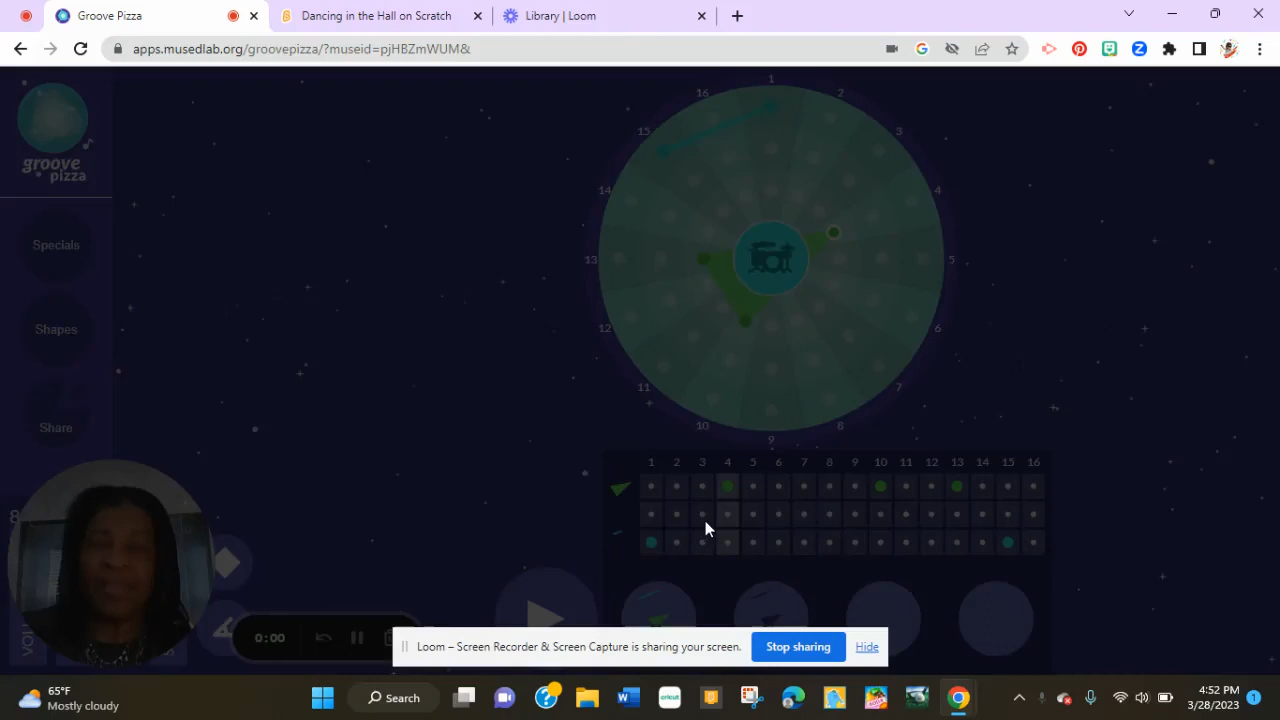 Groove Pizza
Dancing in the Hall on Scratch
Library | Loom
apps.musedlab.org/groovepizza/?museid=pjHBZmWUM&
groove
pizza
Specials
Shapes
Share
1
2
3
4
5
6
7
8
9
10
11
12
13
14
15
16
1 2 3 4 5 6 7 8 9 10 11 12 13 14 15 16
8
VOL
0:00
Loom – Screen Recorder & Screen Capture is sharing your screen.
Stop sharing
Hide
65°F
Mostly cloudy
Search
cricut
4:52 PM
3/28/2023
1